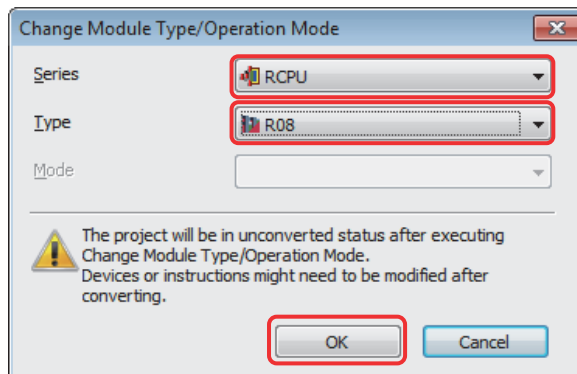 Change Module Type/Operation Mode
Series
RCPU
Type
R08
Mode
The project will be in unconverted status after executing
Change Module Type/Operation Mode.
Devices or instructions might need to be modified after
converting.
OK
Cancel